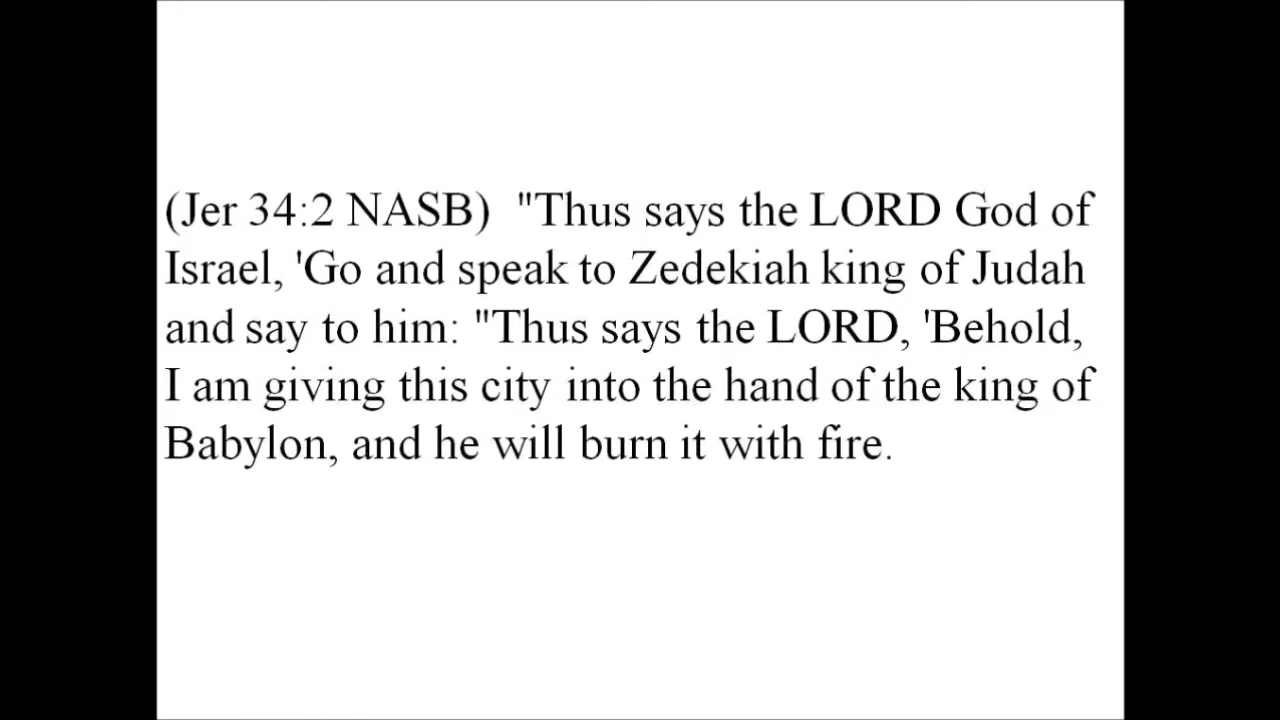 (Jer 34:2 NASB)  "Thus says the LORD God of
Israel, 'Go and speak to Zedekiah king of Judah
and say to him: "Thus says the LORD, 'Behold,
I am giving this city into the hand of the king of
Babylon, and he will burn it with fire.